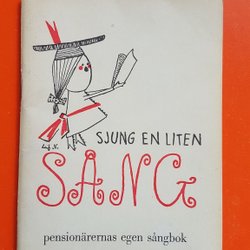 SJUNG EN LITEN
SÅNG
pensionärernas egen sångbok